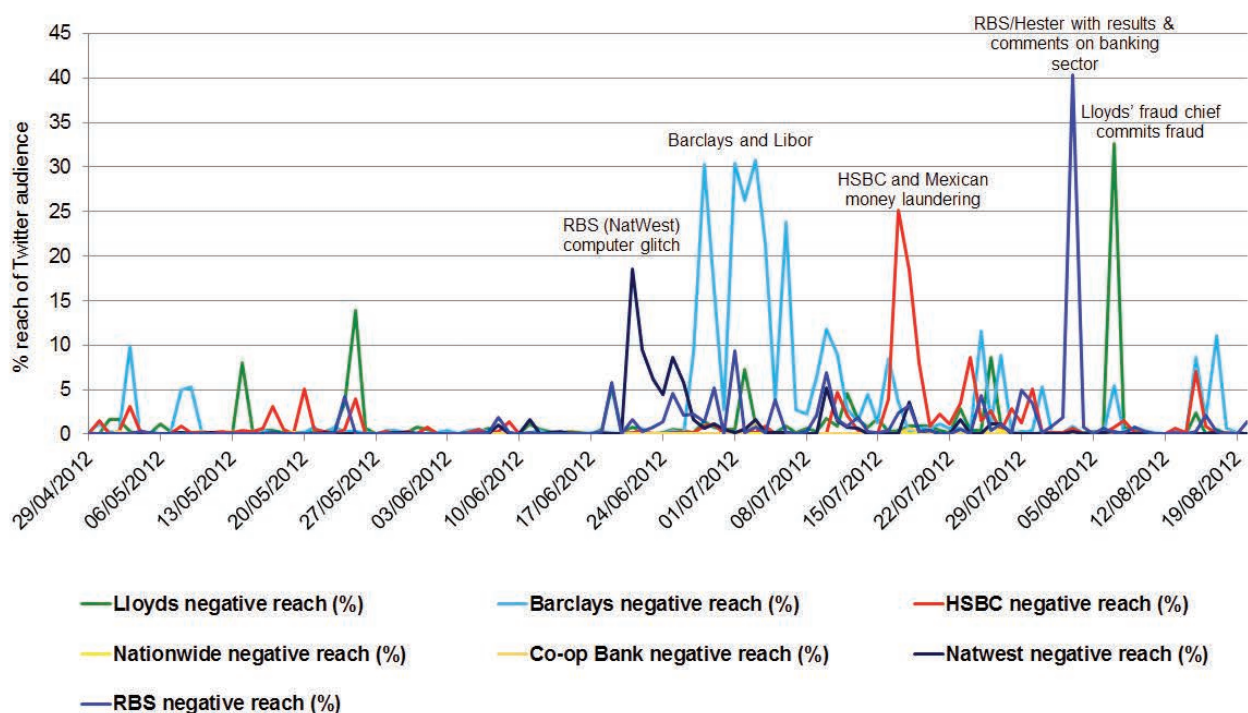 RBS/Hester with results &
comments on banking
sector
Lloyds' fraud chief
commits fraud
Barclays and Libor
HSBC and Mexican
money laundering
RBS (NatWest)
computer glitch
% reach of Twitter audience
45
40
35
30
25
20
15
10
5
0
29/04/2012
06/05/2012
13/05/2012
20/05/2012
27/05/2012
03/06/2012
10/06/2012
17/06/2012
24/06/2012
01/07/2012
08/07/2012
15/07/2012
22/07/2012
29/07/2012
05/08/2012
12/08/2012
19/08/2012
Lloyds negative reach (%)
Barclays negative reach (%)
HSBC negative reach (%)
Nationwide negative reach (%)
Co-op Bank negative reach (%)
Natwest negative reach (%)
RBS negative reach (%)